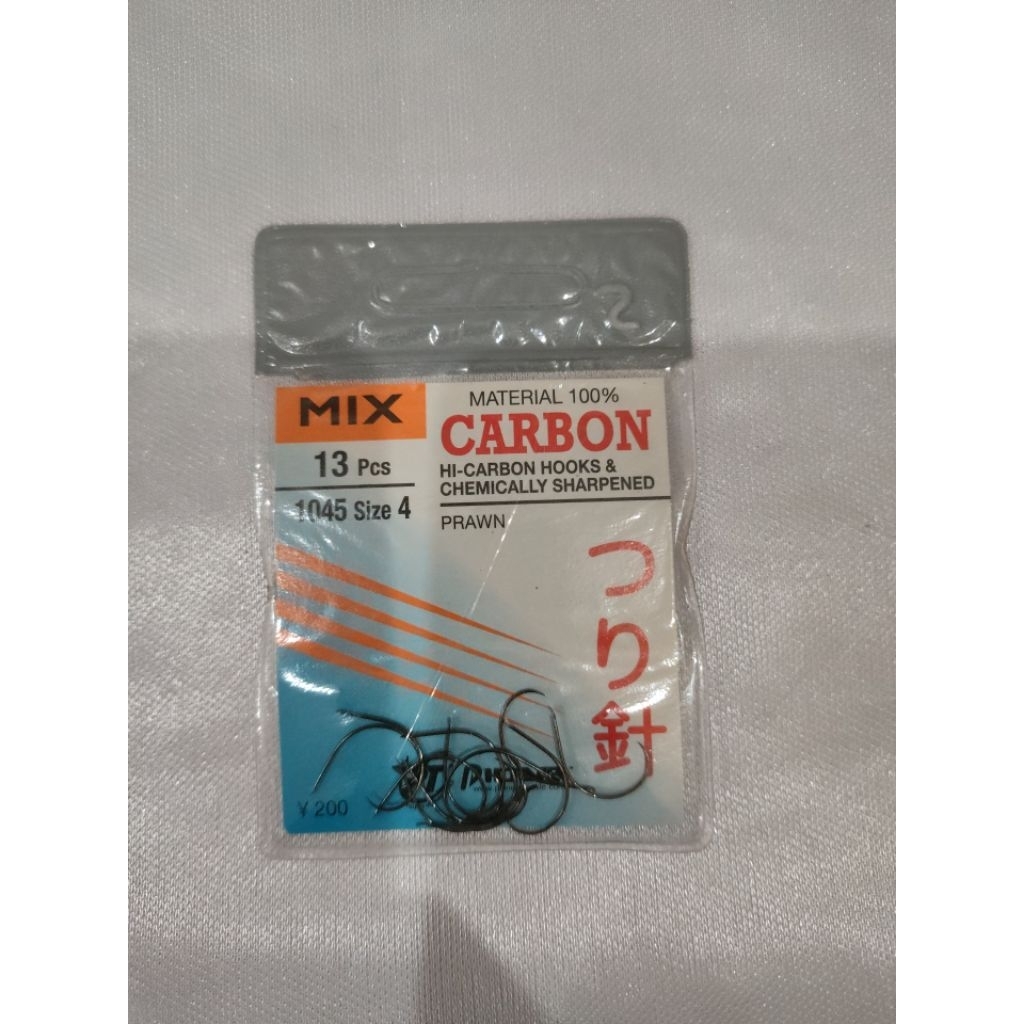 2
MIX
13 Pcs
1045 Size 4
MATERIAL 100%
CARBON
HI-CARBON HOOKS &
CHEMICALLY SHARPENED
PRAWN
つり針
¥ 200